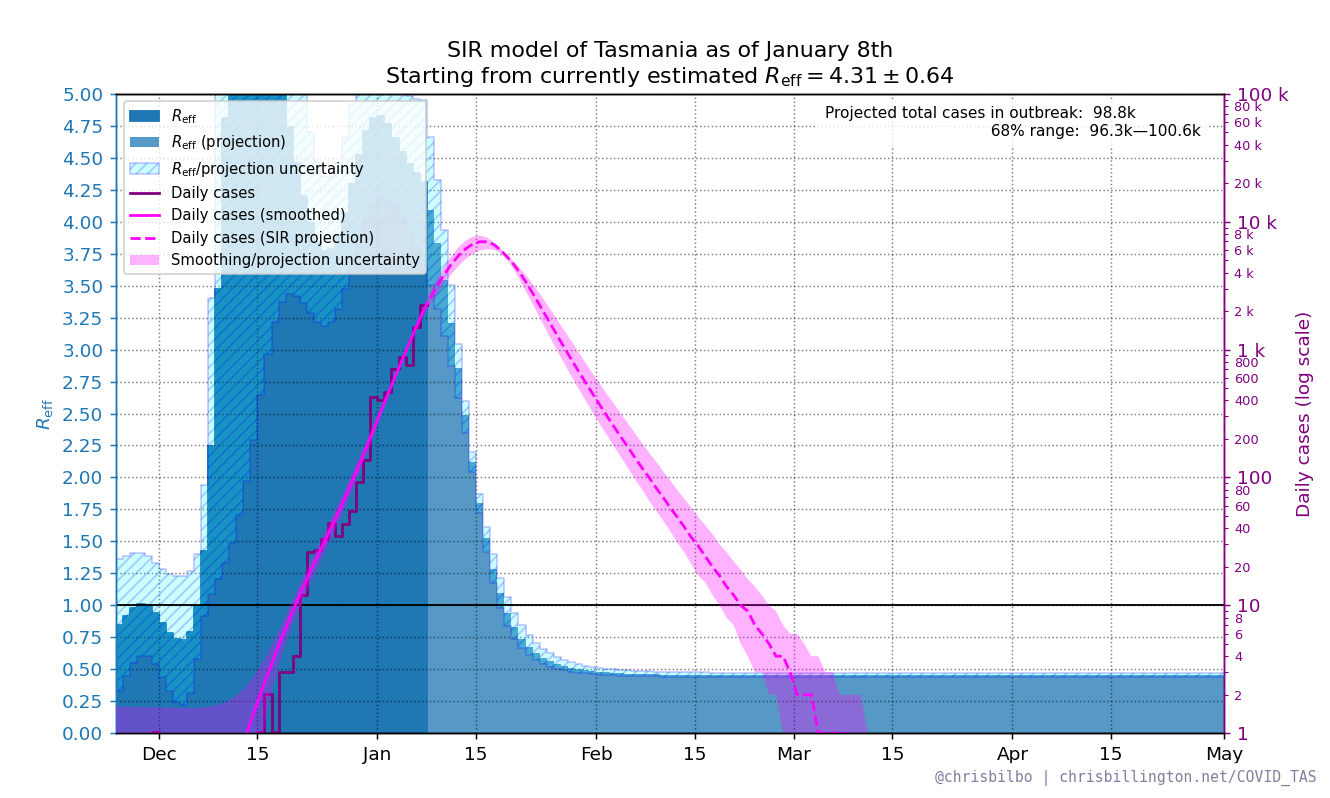 SIR model of Tasmania as of January 8th
Starting from currently estimated R_eff = 4.31 ± 0.64
Projected total cases in outbreak: 98.8k
68% range: 96.3k—100.6k
R_eff
R_eff (projection)
R_eff/projection uncertainty
Daily cases
Daily cases (smoothed)
Daily cases (SIR projection)
Smoothing/projection uncertainty
R_eff
5.00
4.75
4.50
4.25
4.00
3.75
3.50
3.25
3.00
2.75
2.50
2.25
2.00
1.75
1.50
1.25
1.00
0.75
0.50
0.25
0.00
100 k
80 k
60 k
40 k
20 k
10 k
8 k
6 k
4 k
2 k
1 k
800
600
400
200
100
80
60
40
20
10
8
6
4
2
1
Daily cases (log scale)
Dec 15 Jan 15 Feb 15 Mar 15 Apr 15 May
@chrisbilbo | chrisbillington.net/COVID_TAS